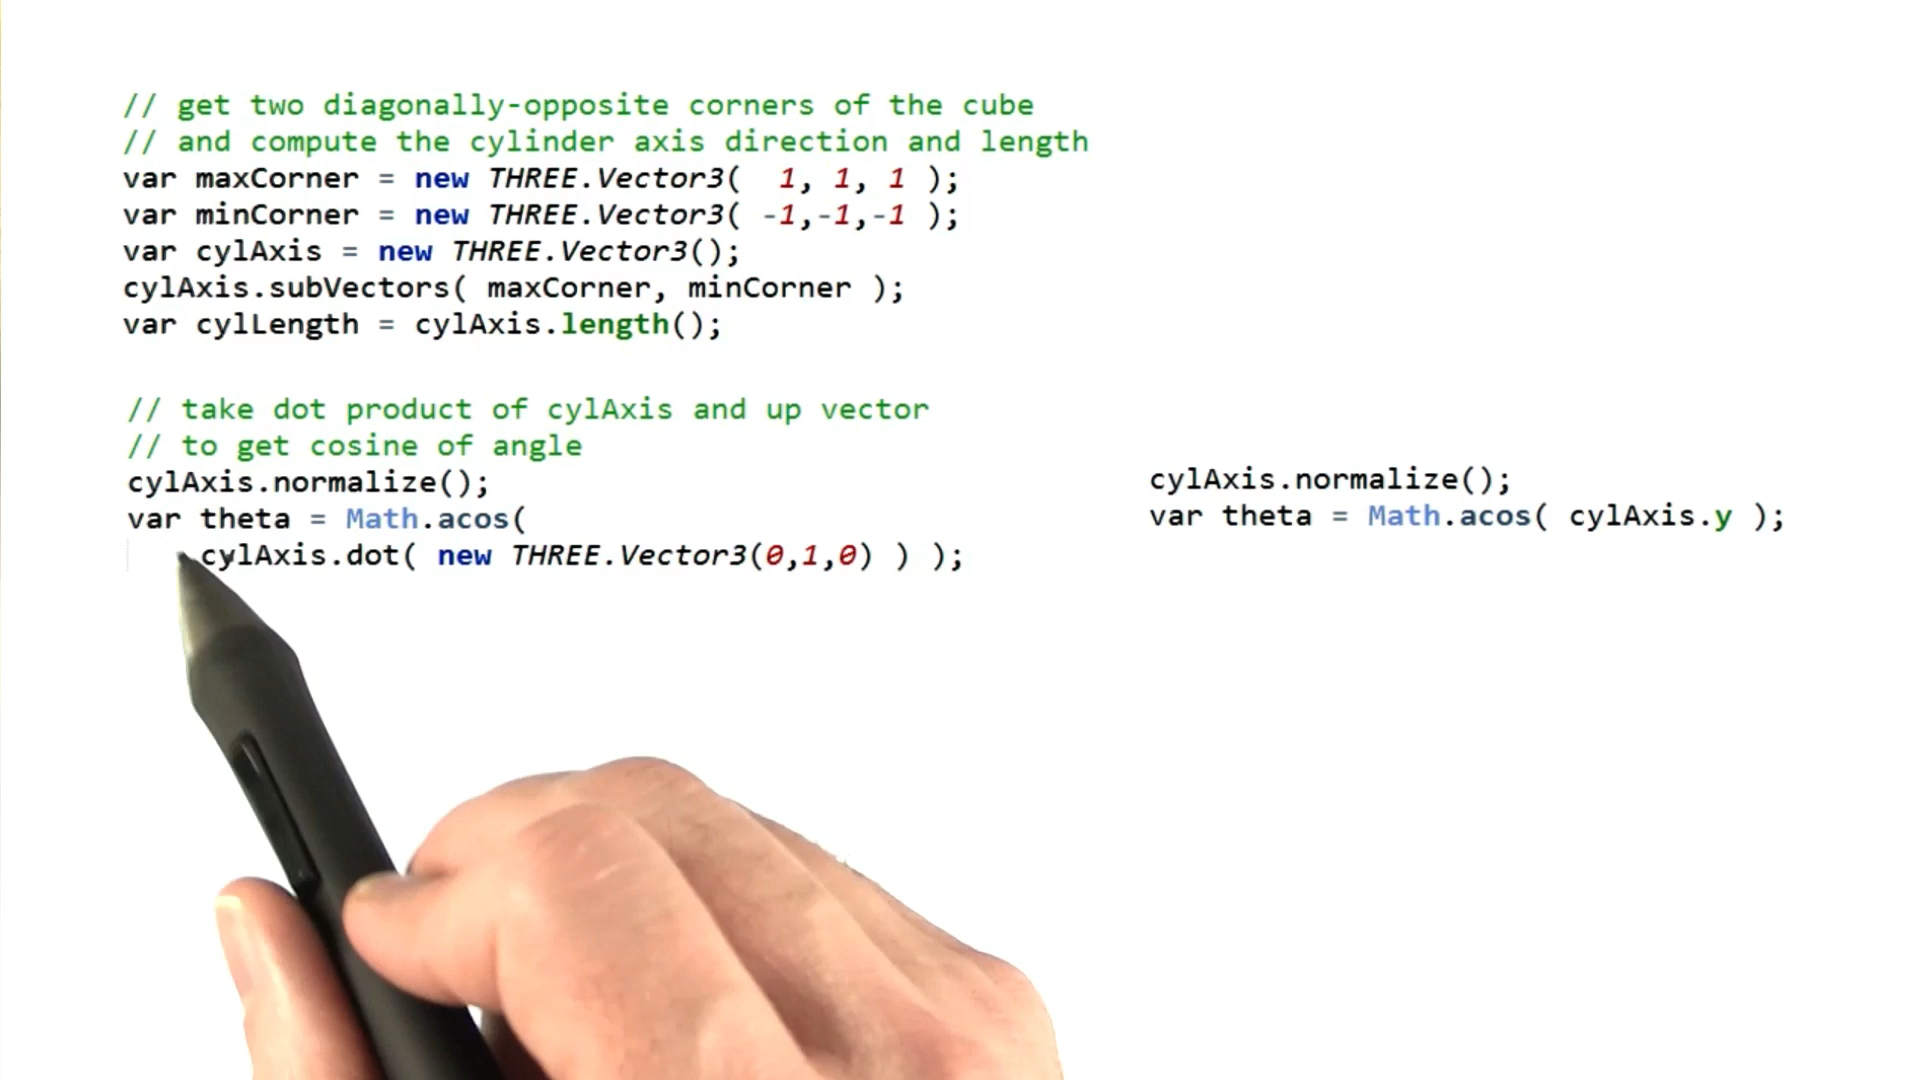 // get two diagonally-opposite corners of the cube
// and compute the cylinder axis direction and length
var maxCorner = new THREE.Vector3(  1, 1, 1 );
var minCorner = new THREE.Vector3( -1,-1,-1 );
var cylAxis = new THREE.Vector3();
cylAxis.subVectors( maxCorner, minCorner );
var cylLength = cylAxis.length();
// take dot product of cylAxis and up vector
// to get cosine of angle
cylAxis.normalize();
var theta = Math.acos(
cylAxis.dot( new THREE.Vector3(0,1,0) ) );
cylAxis.normalize();
var theta = Math.acos( cylAxis.y );